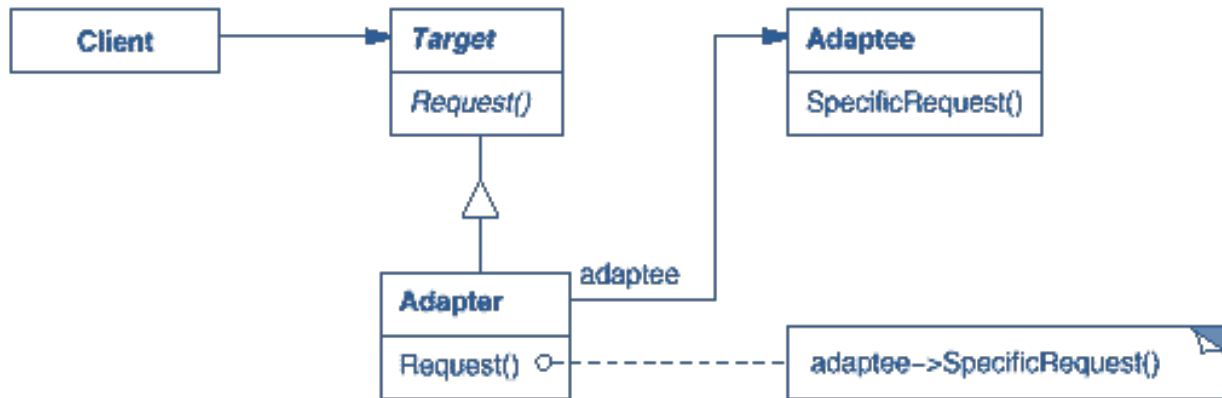 Client
Target
Request()
Adaptee
SpecificRequest()
adaptee
Adapter
Request()
adaptee->SpecificRequest()